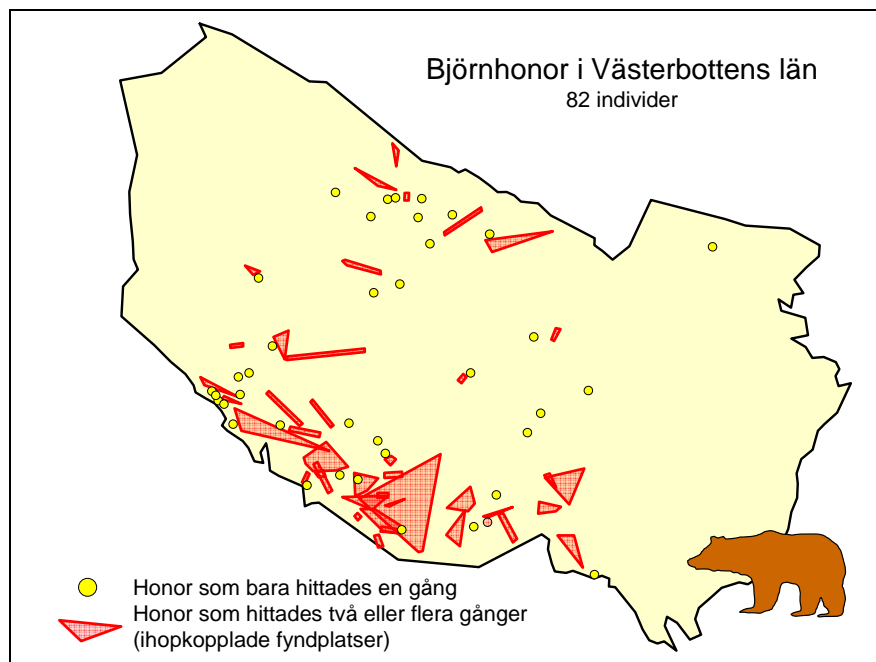 Björnhonor i Västerbottens län
82 individer
Honor som bara hittades en gång
Honor som hittades två eller flera gånger
(ihopkopplade fyndplatser)